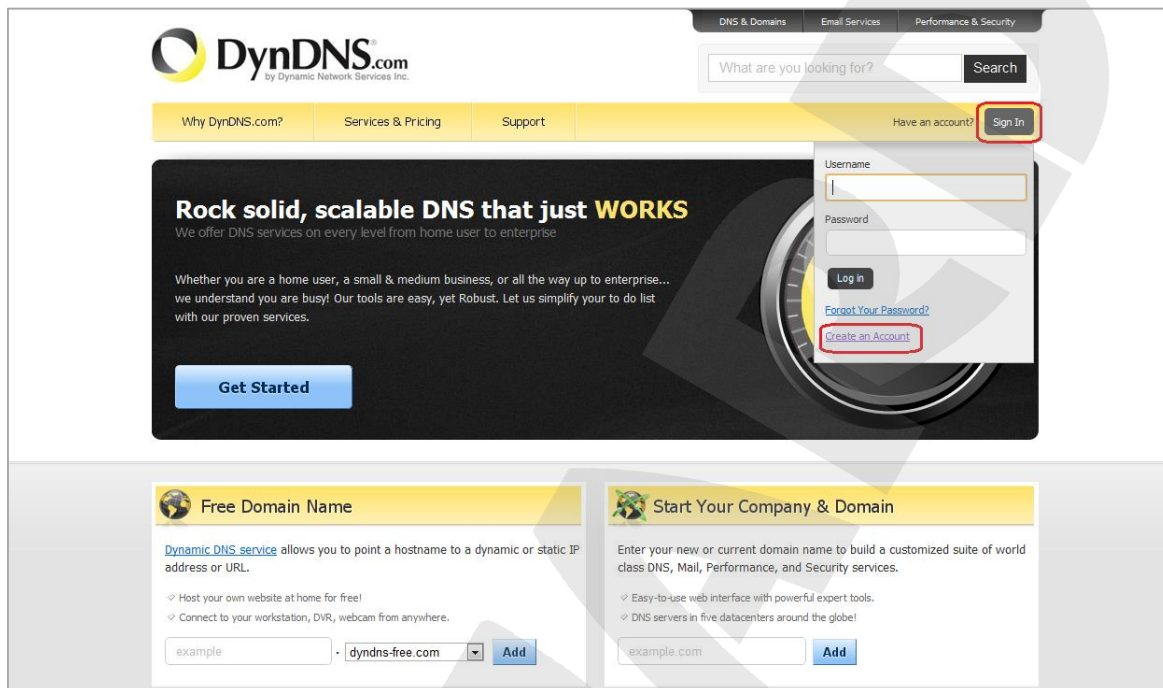 DNS & Domains Email Services Performance & Security
DynDNS.com
by Dynamic Network Services Inc.
What are you looking for? Search
Why DynDNS.com? Services & Pricing Support Have an account? Sign In
Username
Password
Log in
Forgot Your Password?
Create an Account
Rock solid, scalable DNS that just WORKS
We offer DNS services on every level from home user to enterprise
Whether you are a home user, a small & medium business, or all the way up to enterprise...
we understand you are busy! Our tools are easy, yet Robust. Let us simplify your to do list
with our proven services.
Get Started
Free Domain Name
Dynamic DNS service allows you to point a hostname to a dynamic or static IP
address or URL.
Host your own website at home for free!
Connect to your workstation, DVR, webcam from anywhere.
example . dyndns-free.com Add
Start Your Company & Domain
Enter your new or current domain name to build a customized suite of world
class DNS, Mail, Performance, and Security services.
Easy-to-use web interface with powerful expert tools.
DNS servers in five datacenters around the globe!
example.com Add